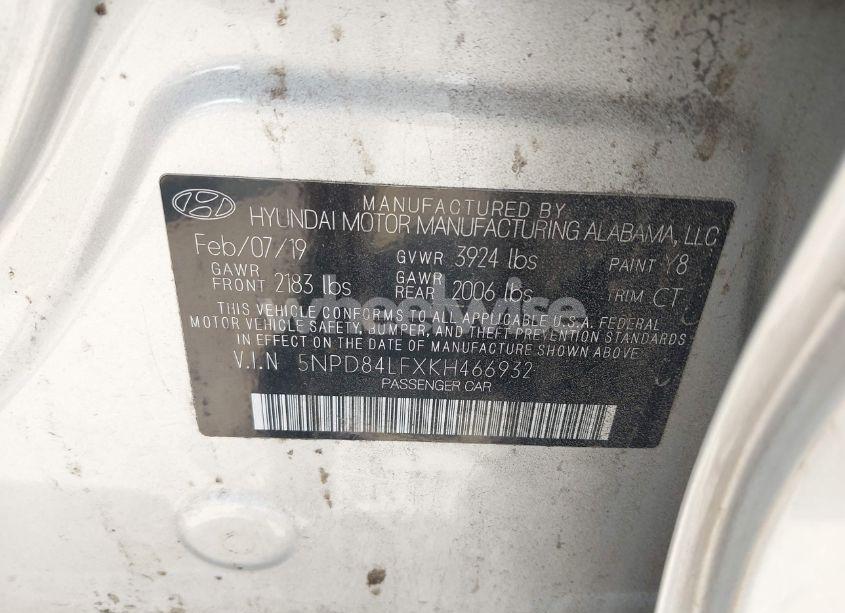 MANUFACTURED BY
HYUNDAI MOTOR MANUFACTURING ALABAMA, LLC
Feb/07/19 GVWR 3924 lbs PAINT Y8
GAWR FRONT 2183 lbs GAWR REAR 2006 lbs TRIM CT
THIS VEHICLE CONFORMS TO ALL APPLICABLE U.S.A. FEDERAL
MOTOR VEHICLE SAFETY, BUMPER, AND THEFT PREVENTION STANDARDS
IN EFFECT ON THE DATE OF MANUFACTURE SHOWN ABOVE.
V.I.N 5NPD84LFXKH466932
PASSENGER CAR
wheelwise